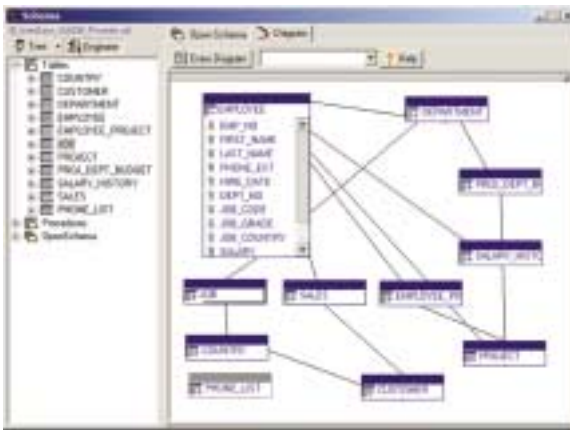 Schema
Tree Engines
Open Schema Diagram
Draw Diagram Help
Tables
COUNTRY
CUSTOMER
DEPARTMENT
EMPLOYEE
EMPLOYEE_PROJECT
JOB
PROJECT
PROJ_DEPT_BUDGET
SALARY_HISTORY
SALES
PHONE_LIST
Procedures
OpenSchema
EMPLOYEE
EMP_NO
FIRST_NAME
LAST_NAME
PHONE_EXT
HIRE_DATE
DEPT_NO
JOB_CODE
JOB_GRADE
JOB_COUNTRY
SALARY
DEPARTMENT
PROJ_DEPT_B
SALARY_HISTO
JOB
SALES
EMPLOYEE_PR
COUNTRY
PROJECT
PHONE_LIST
CUSTOMER